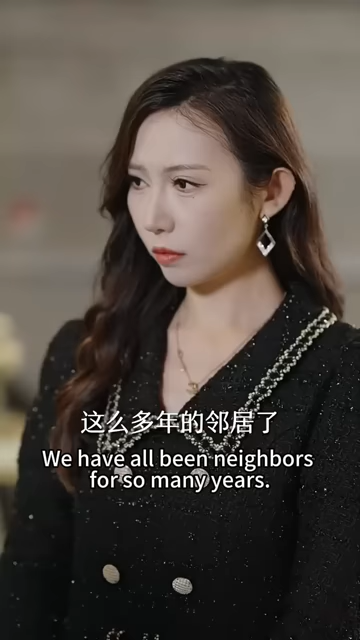 这么多年的邻居了
We have all been neighbors
for so many years.